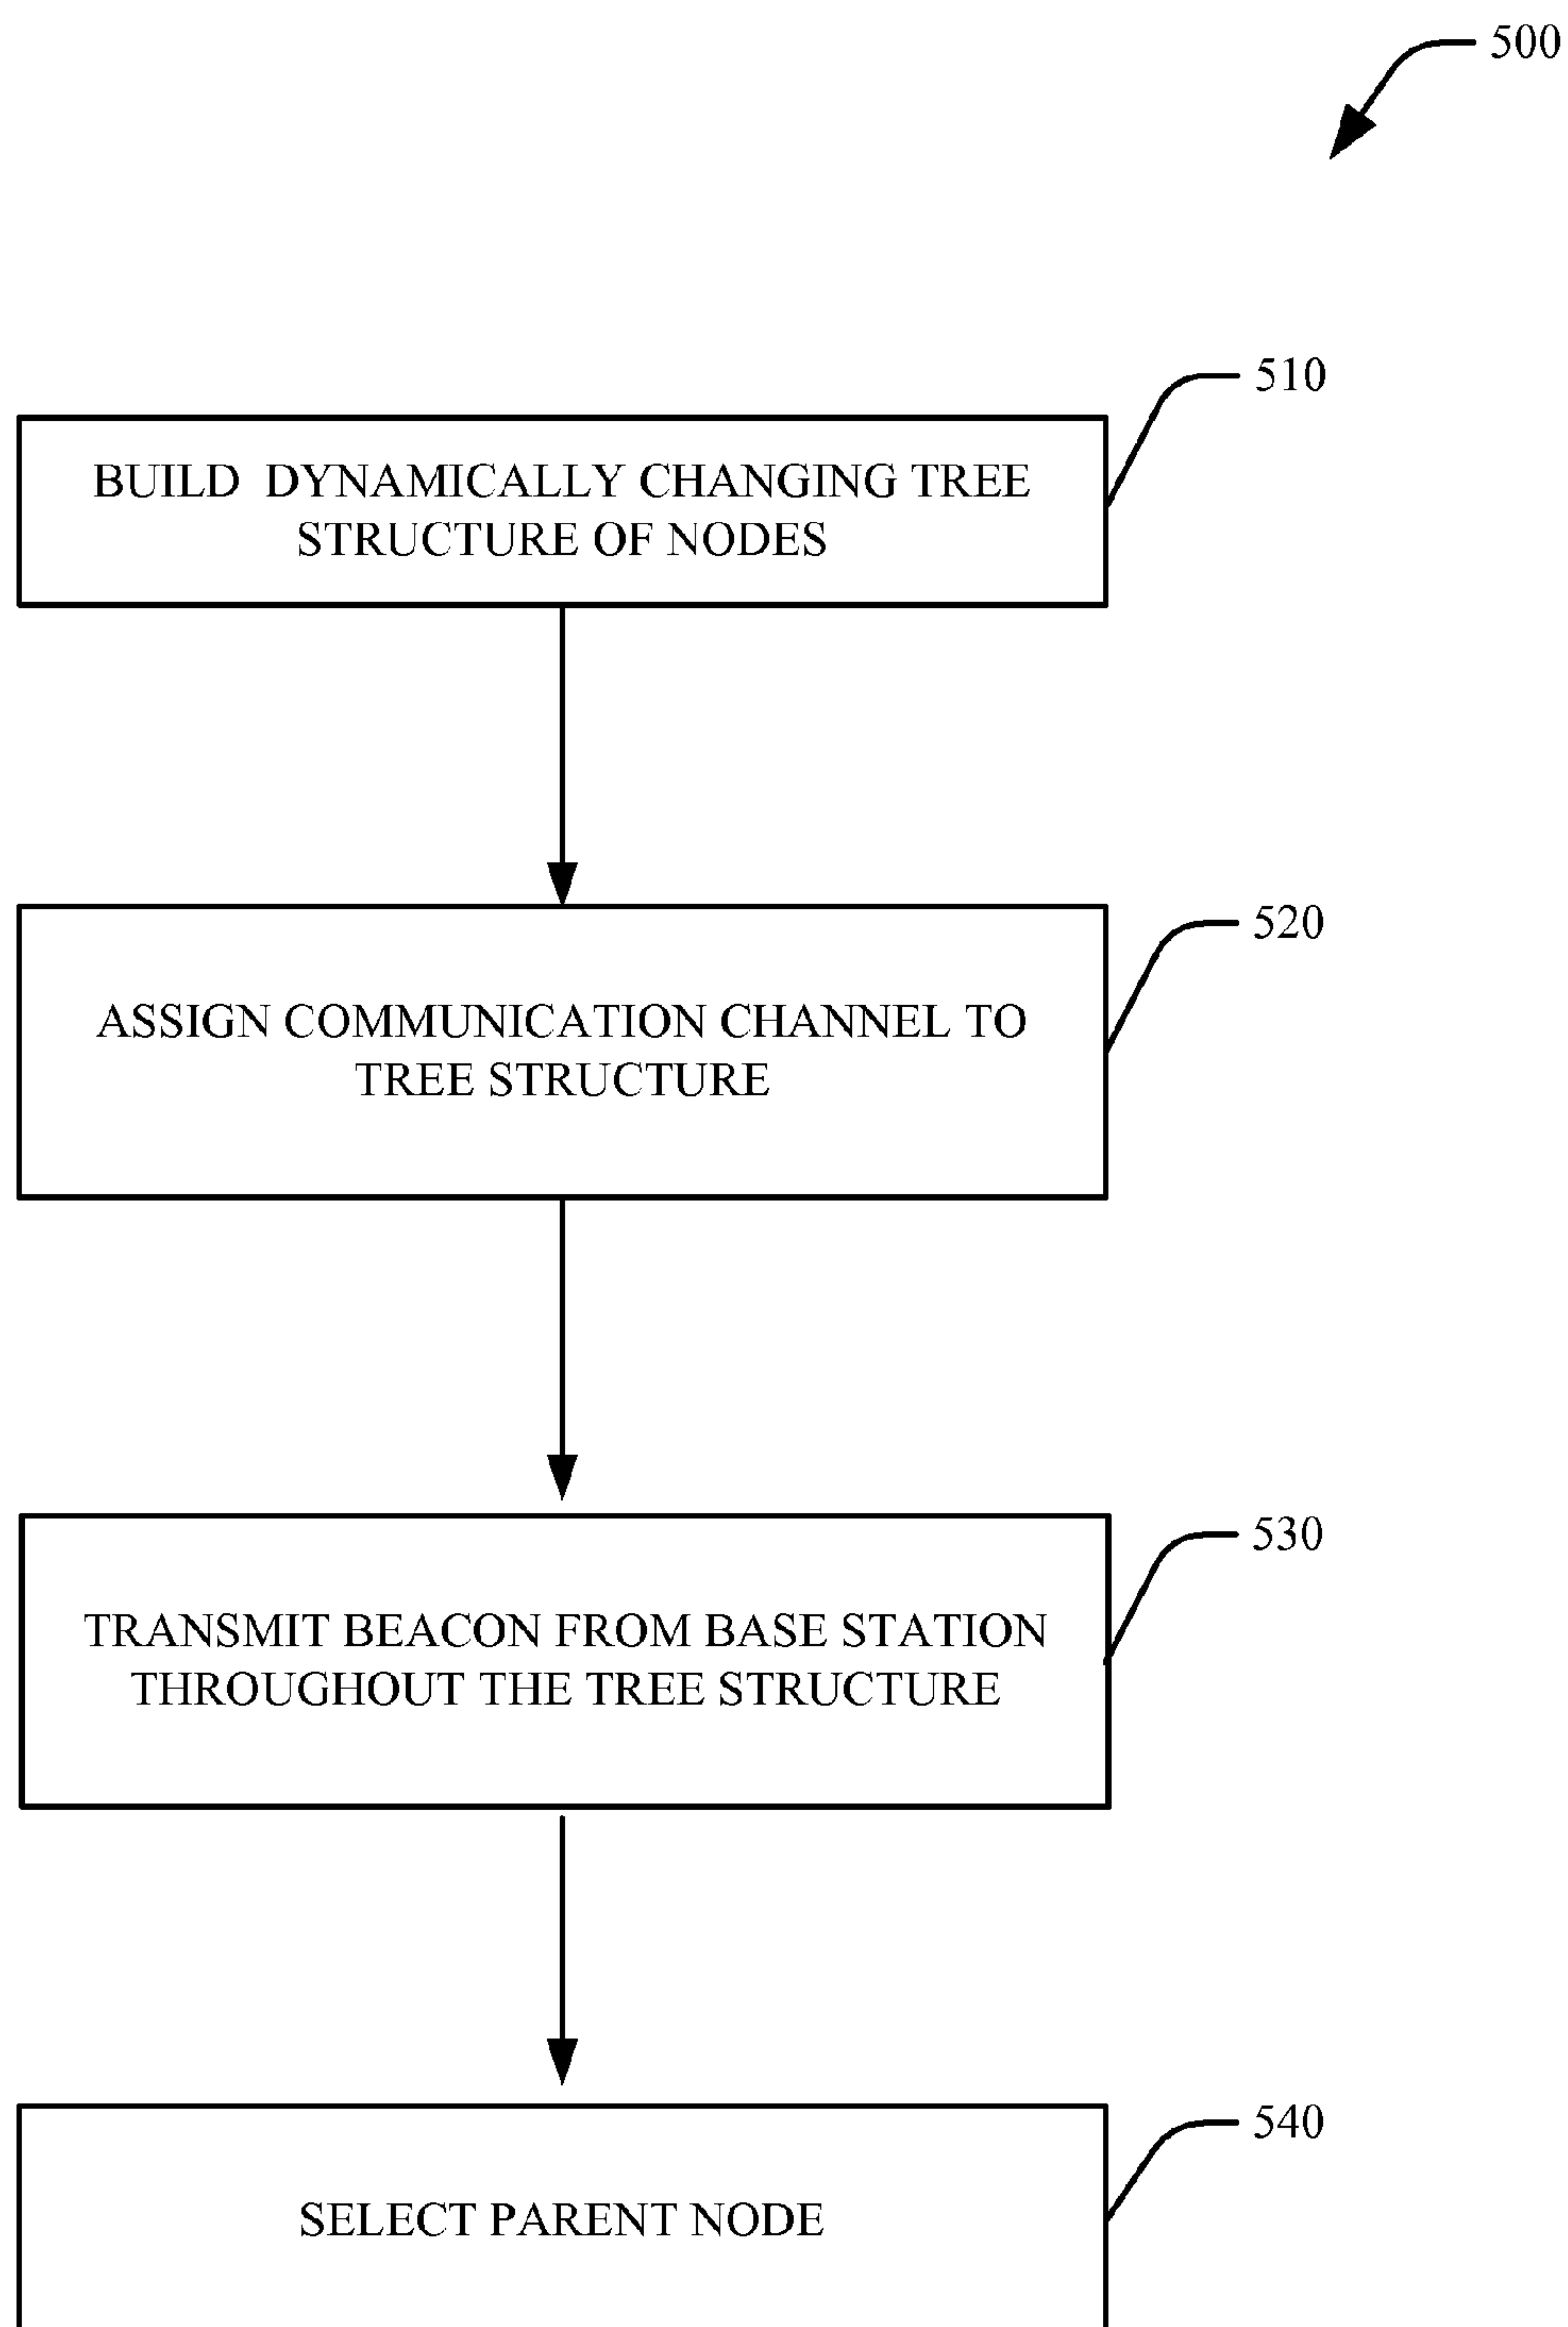 500
510
BUILD DYNAMICALLY CHANGING TREE
STRUCTURE OF NODES
520
ASSIGN COMMUNICATION CHANNEL TO
TREE STRUCTURE
530
TRANSMIT BEACON FROM BASE STATION
THROUGHOUT THE TREE STRUCTURE
540
SELECT PARENT NODE